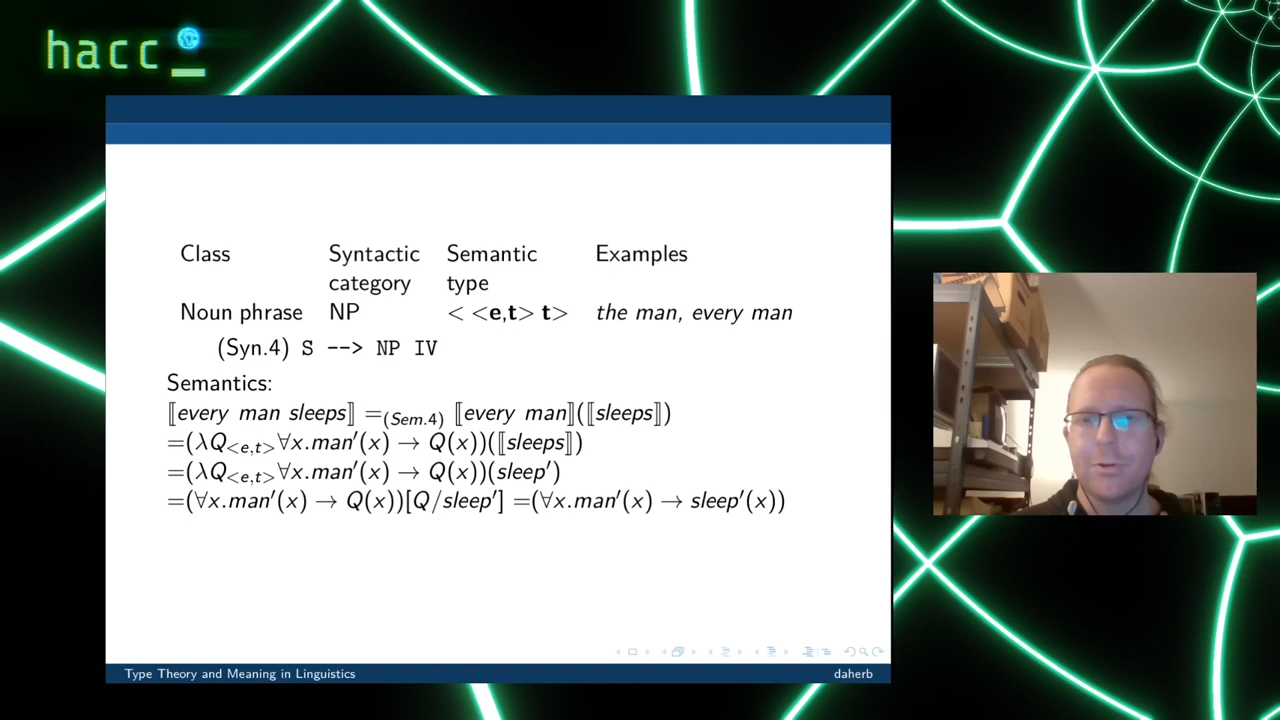 hacc_
Class Syntactic category Semantic type Examples
Noun phrase NP < <e,t> t> the man, every man
(Syn.4) S --> NP IV
Semantics:
⟦every man sleeps⟧ =(Sem.4) ⟦every man⟧(⟦sleeps⟧)
=(λQ<e,t>∀x.man′(x) → Q(x))(⟦sleeps⟧)
=(λQ<e,t>∀x.man′(x) → Q(x))(sleep′)
=(∀x.man′(x) → Q(x))[Q/sleep′] =(∀x.man′(x) → sleep′(x))
Type Theory and Meaning in Linguistics daherb